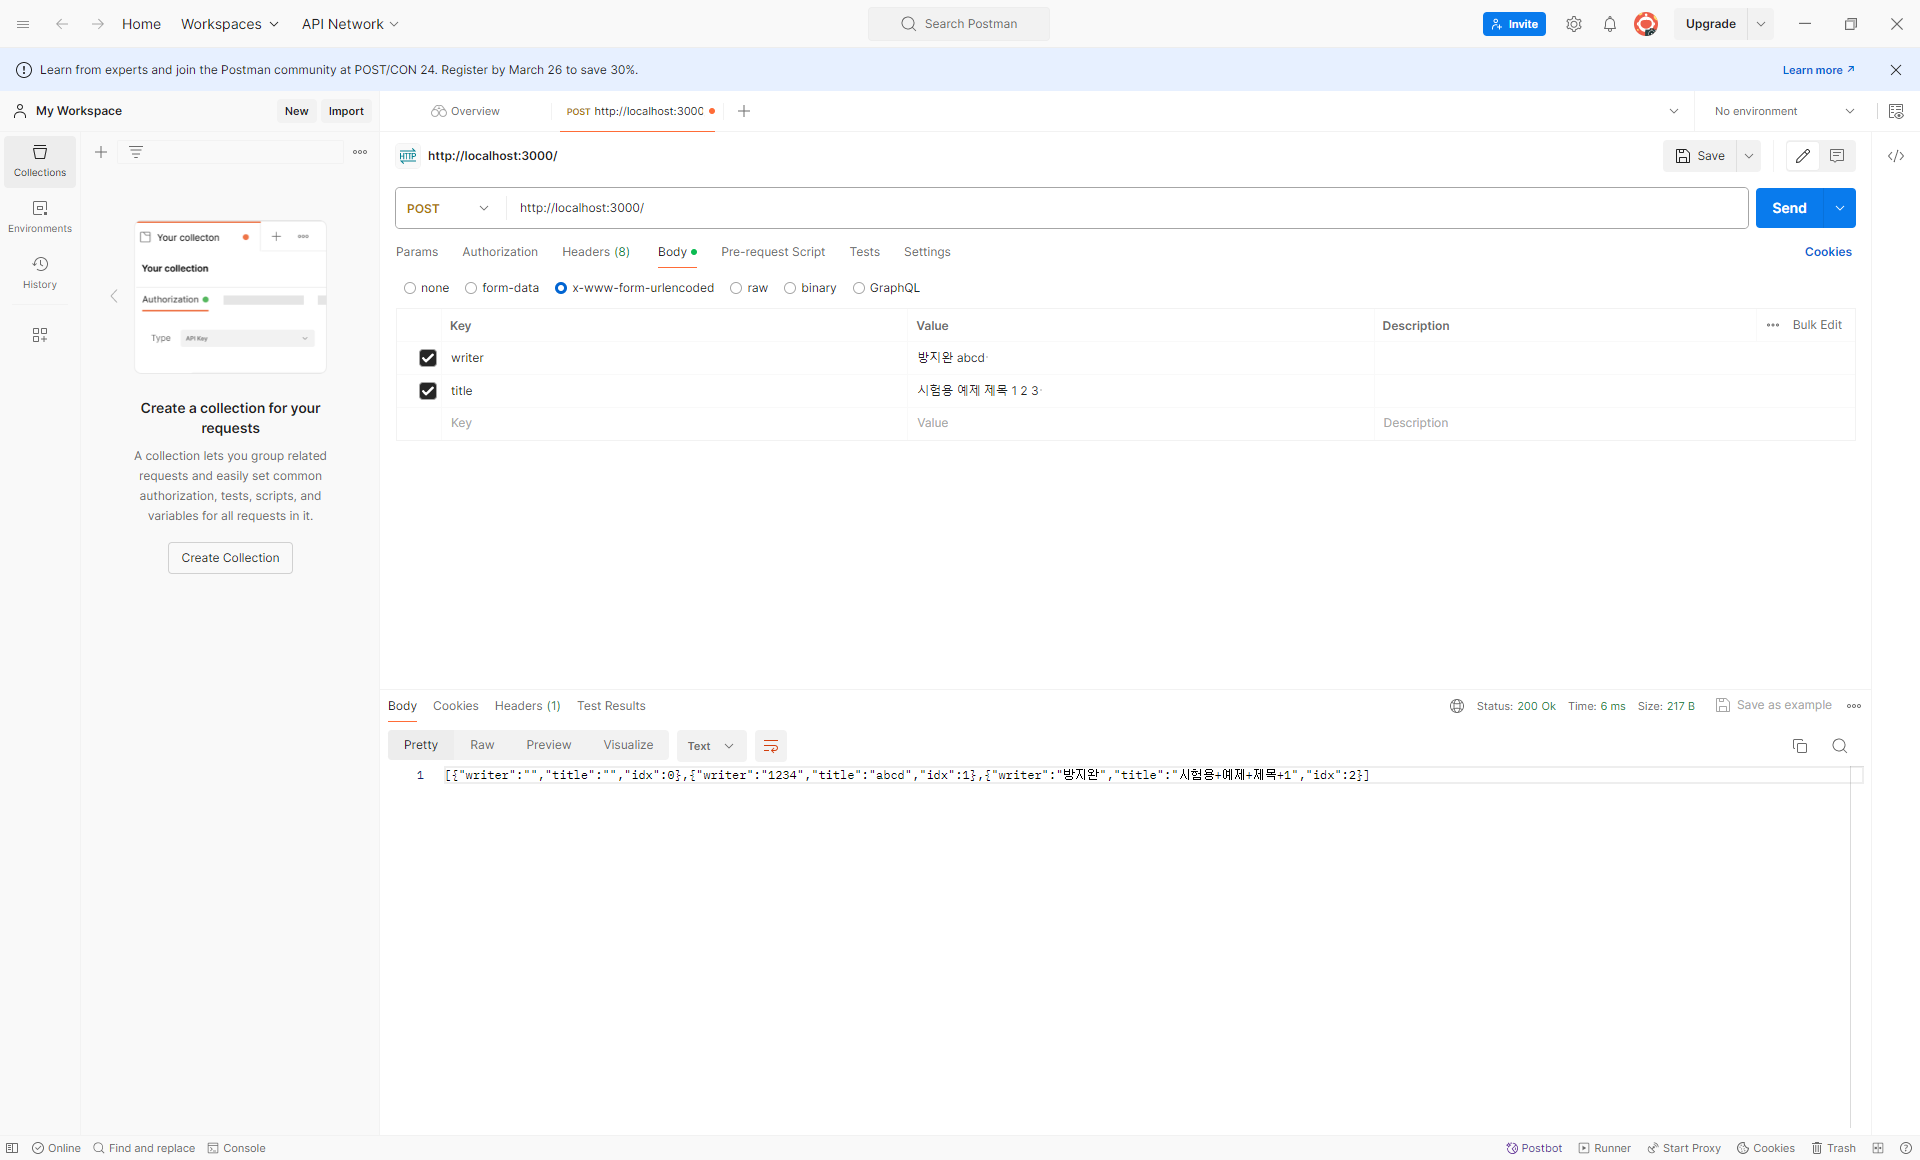 Home Workspaces API Network Search Postman Invite Upgrade
Learn from experts and join the Postman community at POST/CON 24. Register by March 26 to save 30%. Learn more
My Workspace New Import Overview POST http://localhost:3000 No environment
Collections
Environments
History
Your collecton
Your collection
Authorization
Type API Key
Create a collection for your
requests
A collection lets you group related
requests and easily set common
authorization, tests, scripts, and
variables for all requests in it.
Create Collection
HTTP http://localhost:3000/ Save
POST http://localhost:3000/ Send
Params Authorization Headers (8) Body Pre-request Script Tests Settings Cookies
none form-data x-www-form-urlencoded raw binary GraphQL
Key Value Description Bulk Edit
writer 방지완 abcd
title 시험용 예제 제목 1 2 3
Key Value Description
Body Cookies Headers (1) Test Results Status: 200 Ok Time: 6 ms Size: 217 B Save as example
Pretty Raw Preview Visualize Text
1 [{"writer":"","title":"","idx":0},{"writer":"1234","title":"abcd","idx":1},{"writer":"방지완","title":"시험용+예제+제목+1","idx":2}]
Online Find and replace Console Postbot Runner Start Proxy Cookies Trash